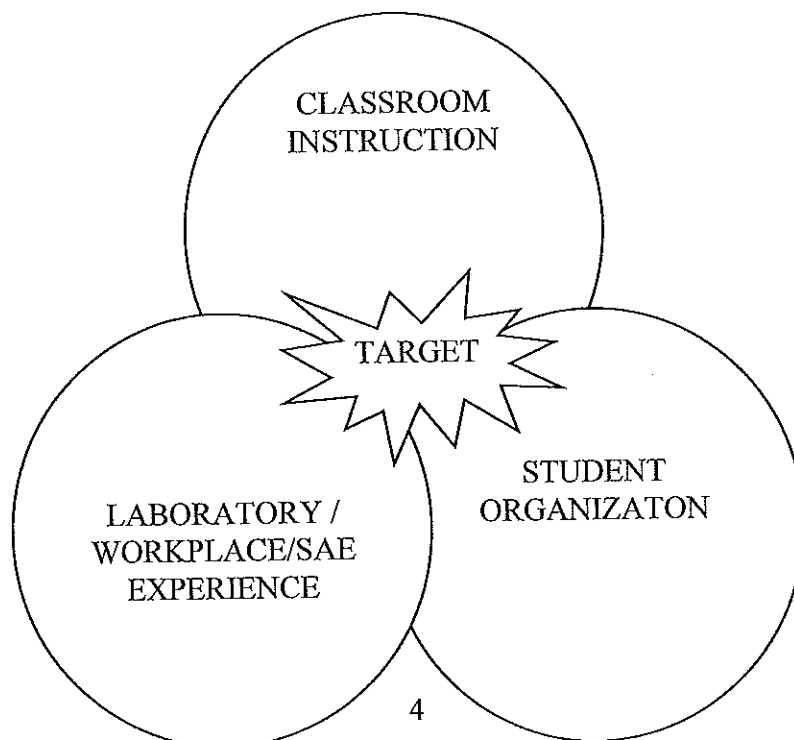 CLASSROOM
INSTRUCTION
TARGET
STUDENT
ORGANIZATON
LABORATORY /
WORKPLACE/SAE
EXPERIENCE
4